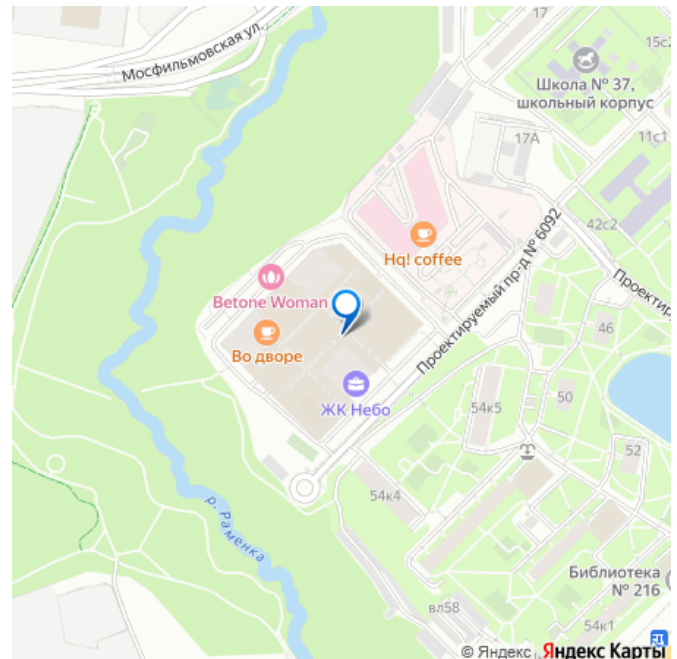 17
15с2
Мосфильмовская ул.
Школа № 37,
школьный корпус
17А
11с1
42с2
Hq! coffee
Проектируемый пр-д № 6092
Проектир
Betone Woman
Во дворе
ЖК Небо
46
50
54к5
52
54к4
р. Раменка
Библиотека
№ 216
вл58
54к1
© Яндекс Яндекс Карты